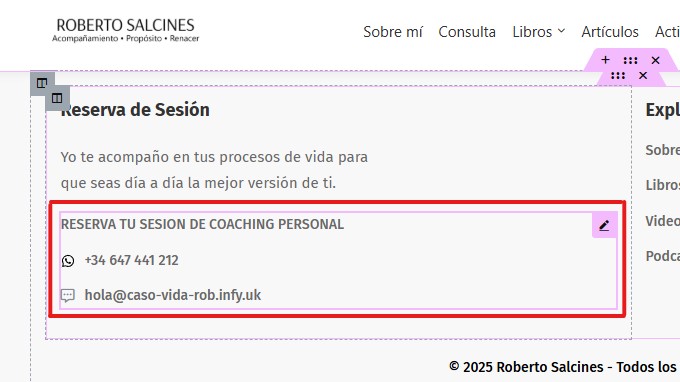 ROBERTO SALCINES
Acompañamiento • Propósito • Renacer
Sobre mí Consulta Libros Artículos Acti
Reserva de Sesión
Yo te acompaño en tus procesos de vida para
que seas día a día la mejor versión de ti.
RESERVA TU SESION DE COACHING PERSONAL
+34 647 441 212
hola@caso-vida-rob.infy.uk
Expl
Sobre
Libros
Video
Podca
© 2025 Roberto Salcines - Todos los